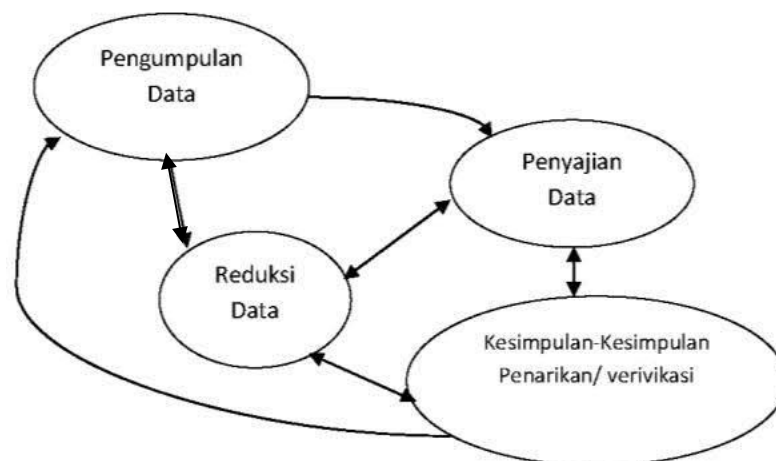 Pengumpulan
Data
Penyajian
Data
Reduksi
Data
Kesimpulan-Kesimpulan
Penarikan/ verivikasi